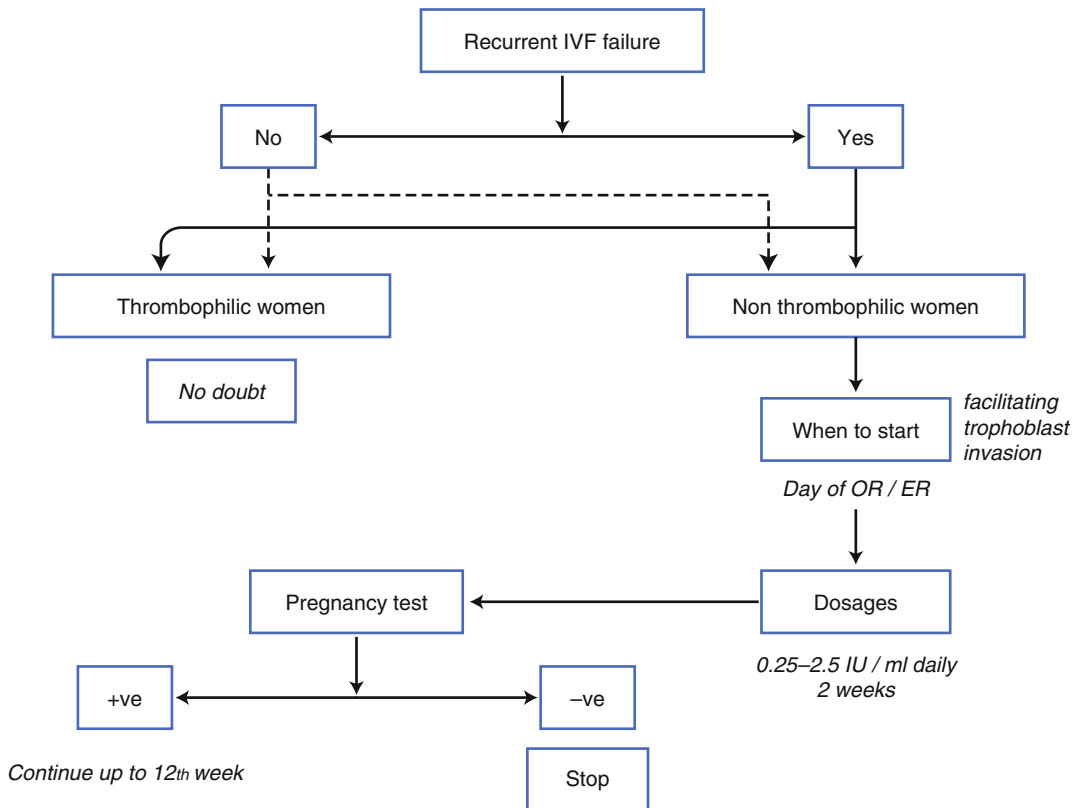 Recurrent IVF failure
No
Yes
Thrombophilic women
Non thrombophilic women
No doubt
When to start
facilitating
trophoblast
invasion
Day of OR / ER
Pregnancy test
Dosages
0.25–2.5 IU / ml daily
2 weeks
+ve
–ve
Continue up to 12th week
Stop